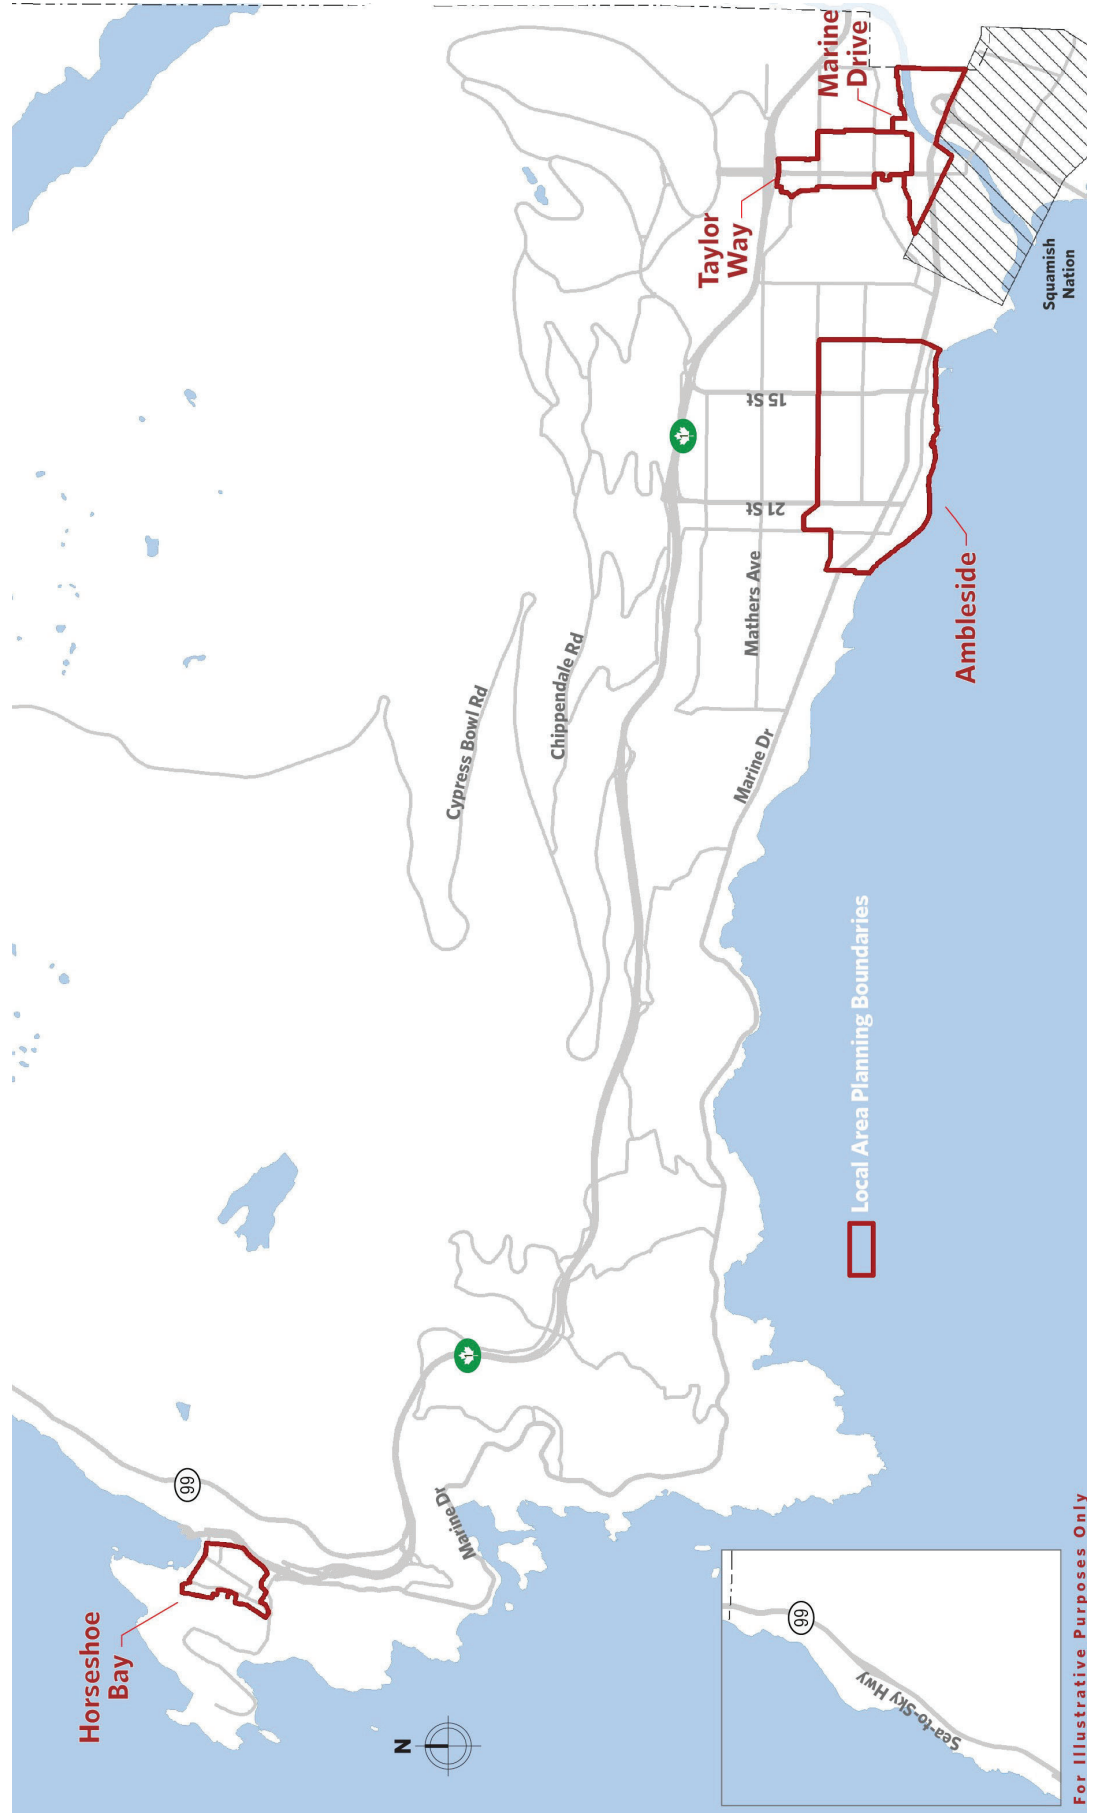 Horseshoe
Bay
99
1
Marine Dr
N
Cypress Bowl Rd
Chippendale Rd
Marine Dr
Mathers Ave
21 St
15 St
1
Taylor
Way
Marine
Drive
Ambleside
Squamish
Nation
Local Area Planning Boundaries
99
Sea-to-Sky Hwy
For Illustrative Purposes Only